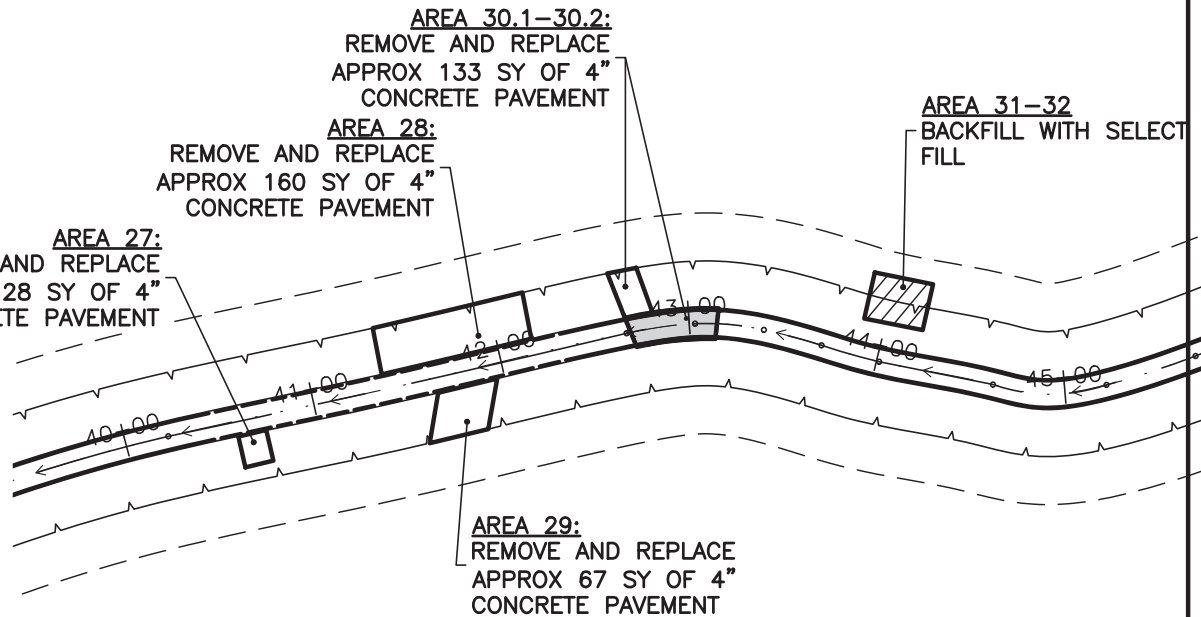 AREA 30.1–30.2:
REMOVE AND REPLACE
APPROX 133 SY OF 4”
CONCRETE PAVEMENT
AREA 31–32
BACKFILL WITH SELECT
FILL
AREA 28:
REMOVE AND REPLACE
APPROX 160 SY OF 4”
CONCRETE PAVEMENT
AREA 27:
AND REPLACE
28 SY OF 4”
PAVEMENT
40+00
41+00
42+00
43+00
44+00
45+00
AREA 29:
REMOVE AND REPLACE
APPROX 67 SY OF 4”
CONCRETE PAVEMENT